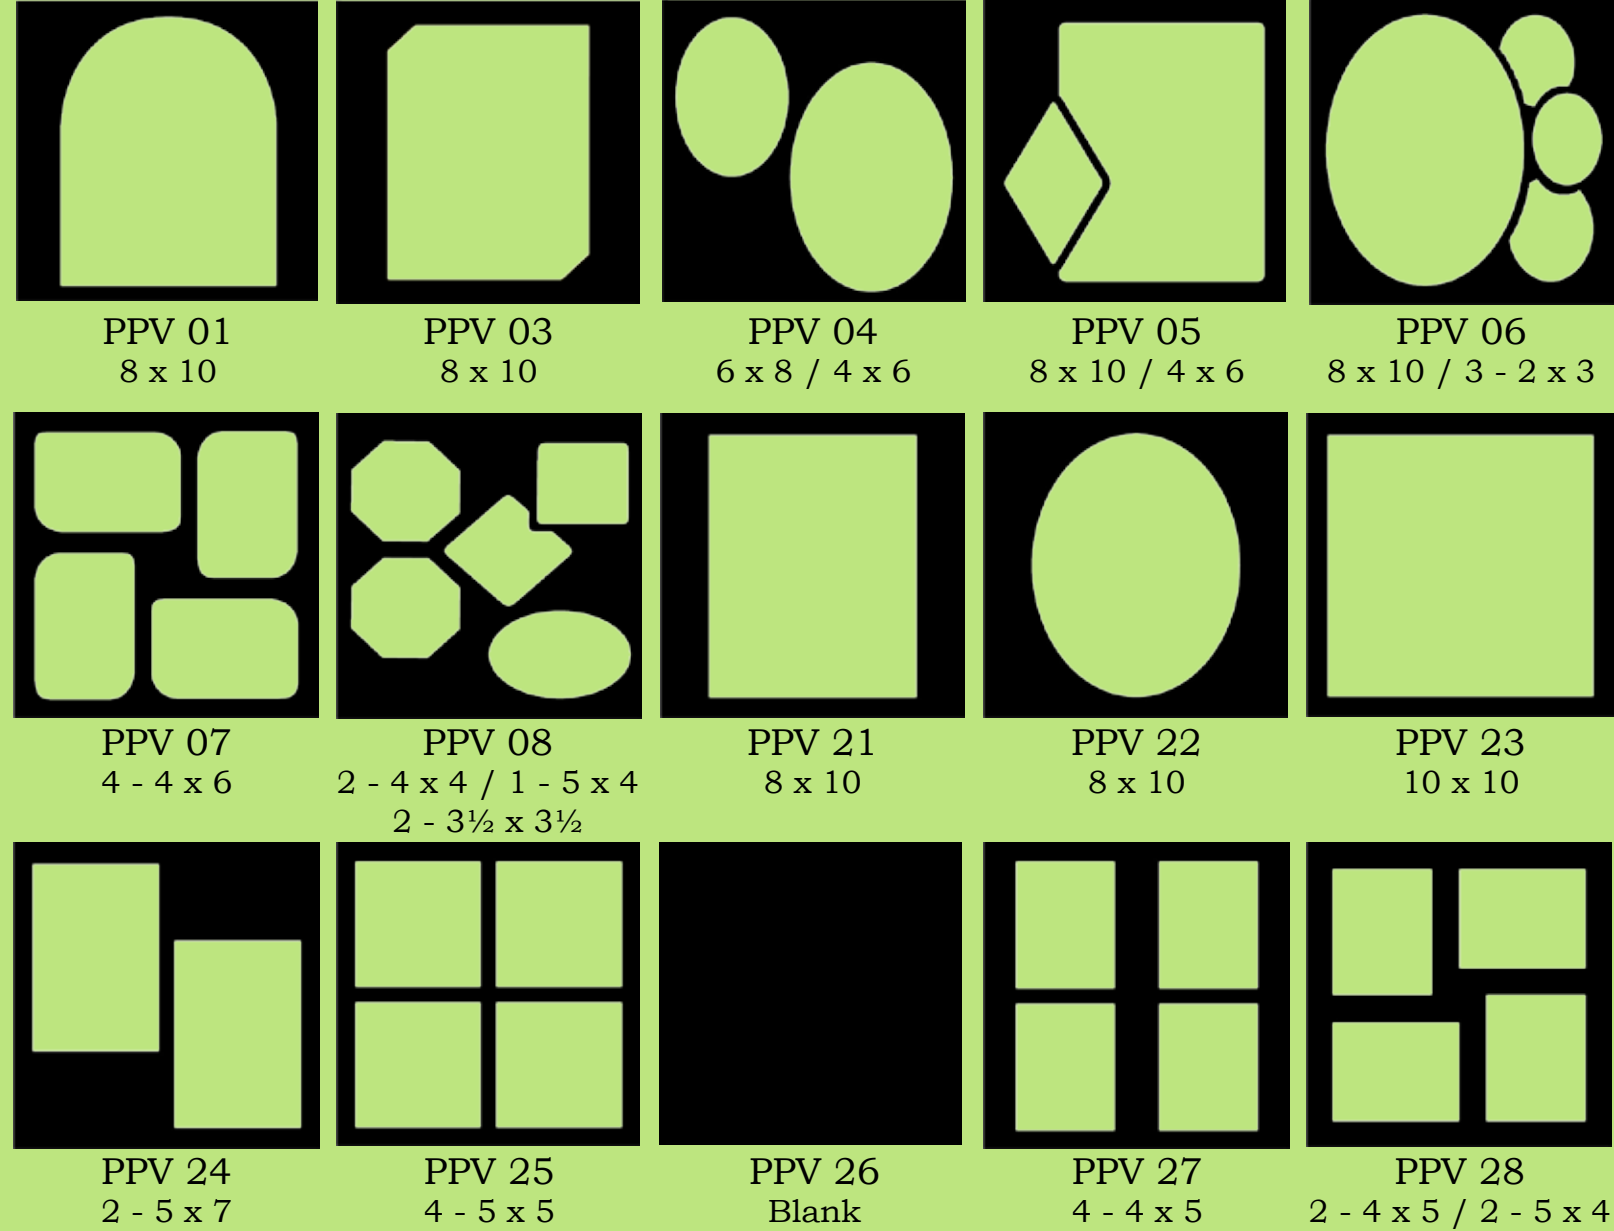 PPV 01
8 x 10
PPV 03
8 x 10
PPV 04
6 x 8 / 4 x 6
PPV 05
8 x 10 / 4 x 6
PPV 06
8 x 10 / 3 - 2 x 3
PPV 07
4 - 4 x 6
PPV 08
2 - 4 x 4 / 1 - 5 x 4
2 - 3½ x 3½
PPV 21
8 x 10
PPV 22
8 x 10
PPV 23
10 x 10
PPV 24
2 - 5 x 7
PPV 25
4 - 5 x 5
PPV 26
Blank
PPV 27
4 - 4 x 5
PPV 28
2 - 4 x 5 / 2 - 5 x 4